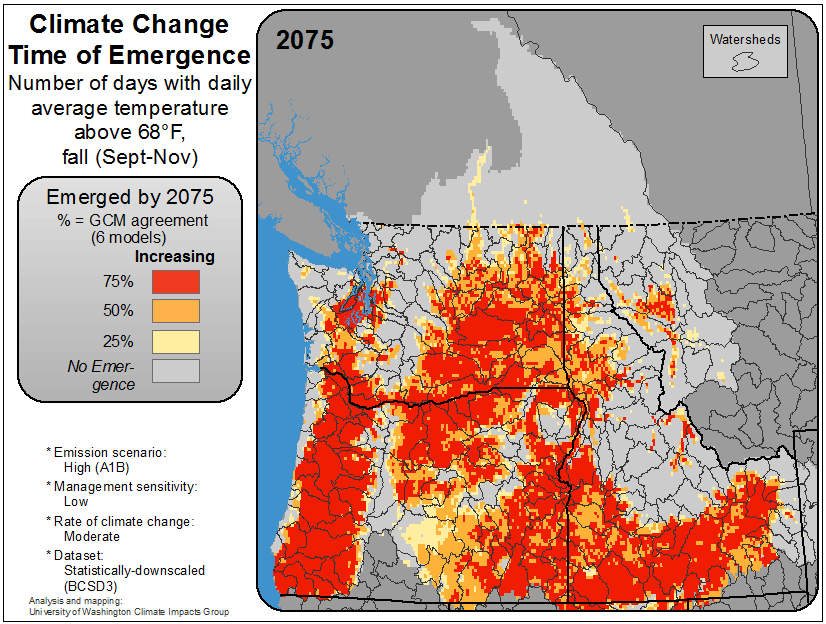 Climate Change
Time of Emergence
Number of days with daily
average temperature
above 68°F,
fall (Sept-Nov)
Emerged by 2075
% = GCM agreement
(6 models)
Increasing
75%
50%
25%
No Emer-
gence
* Emission scenario:
High (A1B)
* Management sensitivity:
Low
* Rate of climate change:
Moderate
* Dataset:
Statistically-downscaled
(BCSD3)
Analysis and mapping:
University of Washington Climate Impacts Group
2075
Watersheds